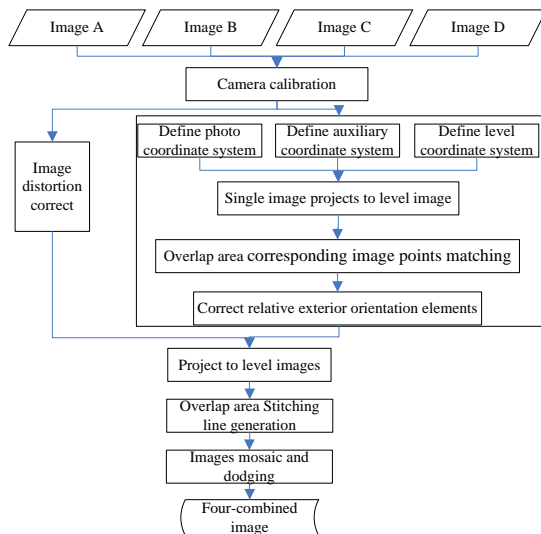 Image A
Image B
Image C
Image D
Camera calibration
Define photo
coordinate system
Define auxiliary
coordinate system
Define level
coordinate system
Image
distortion
correct
Single image projects to level image
Overlap area corresponding image points matching
Correct relative exterior orientation elements
Project to level images
Overlap area Stitching
line generation
Images mosaic and
dodging
Four-combined
image